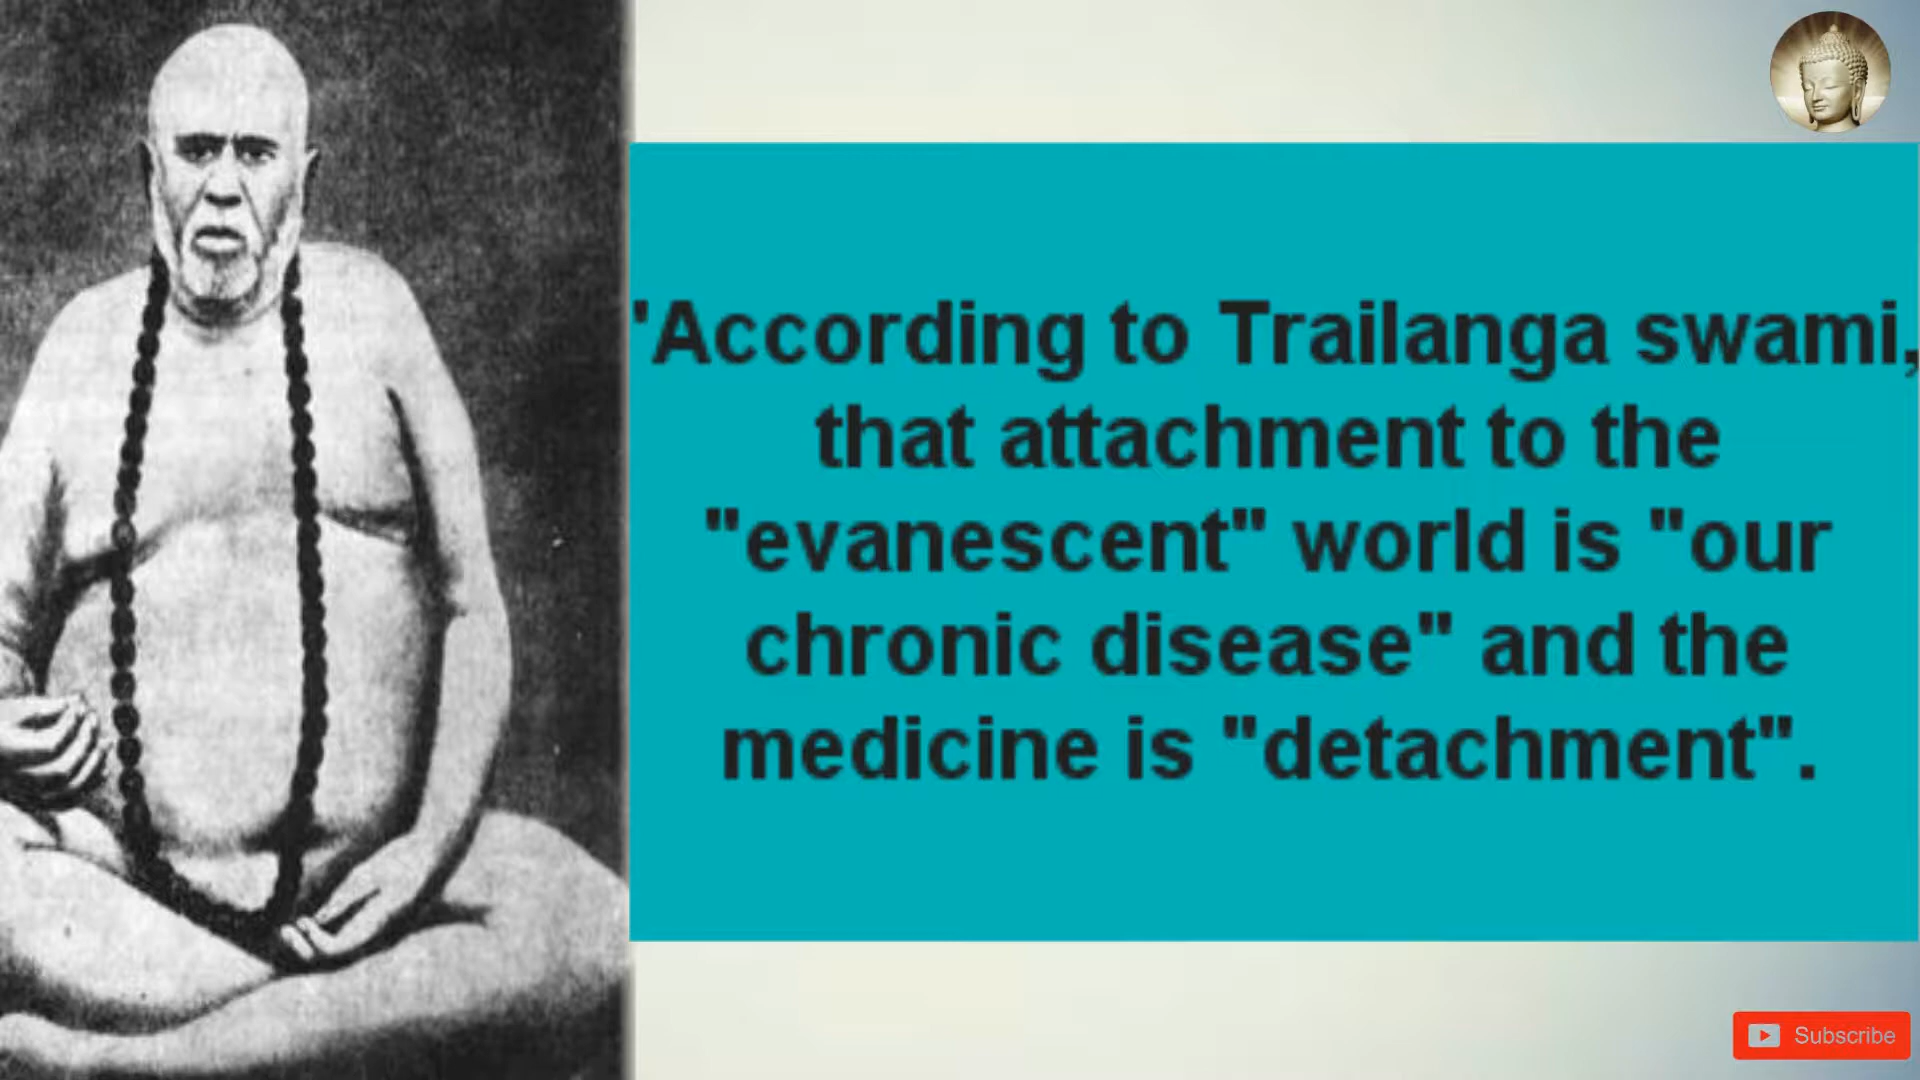 'According to Trailanga swami,
that attachment to the
"evanescent" world is "our
chronic disease" and the
medicine is "detachment".
Subscribe